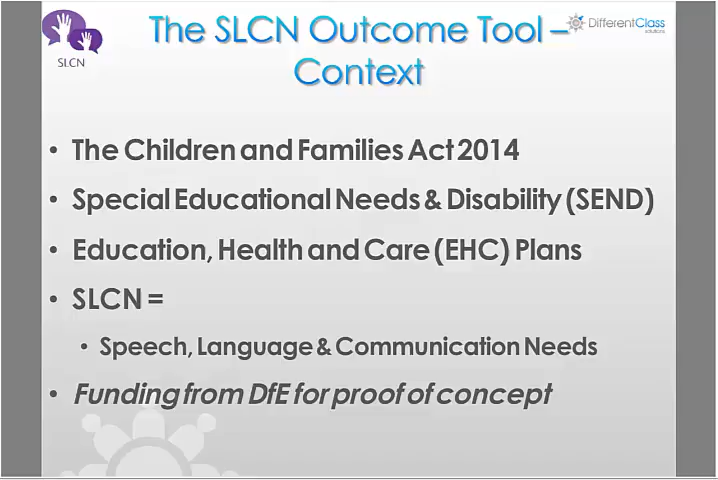 The SLCN Outcome Tool –
Context
DifferentClass
solutions
SLCN
• The Children and Families Act 2014
• Special Educational Needs & Disability (SEND)
• Education, Health and Care (EHC) Plans
• SLCN =
• Speech, Language & Communication Needs
• Funding from DfE for proof of concept